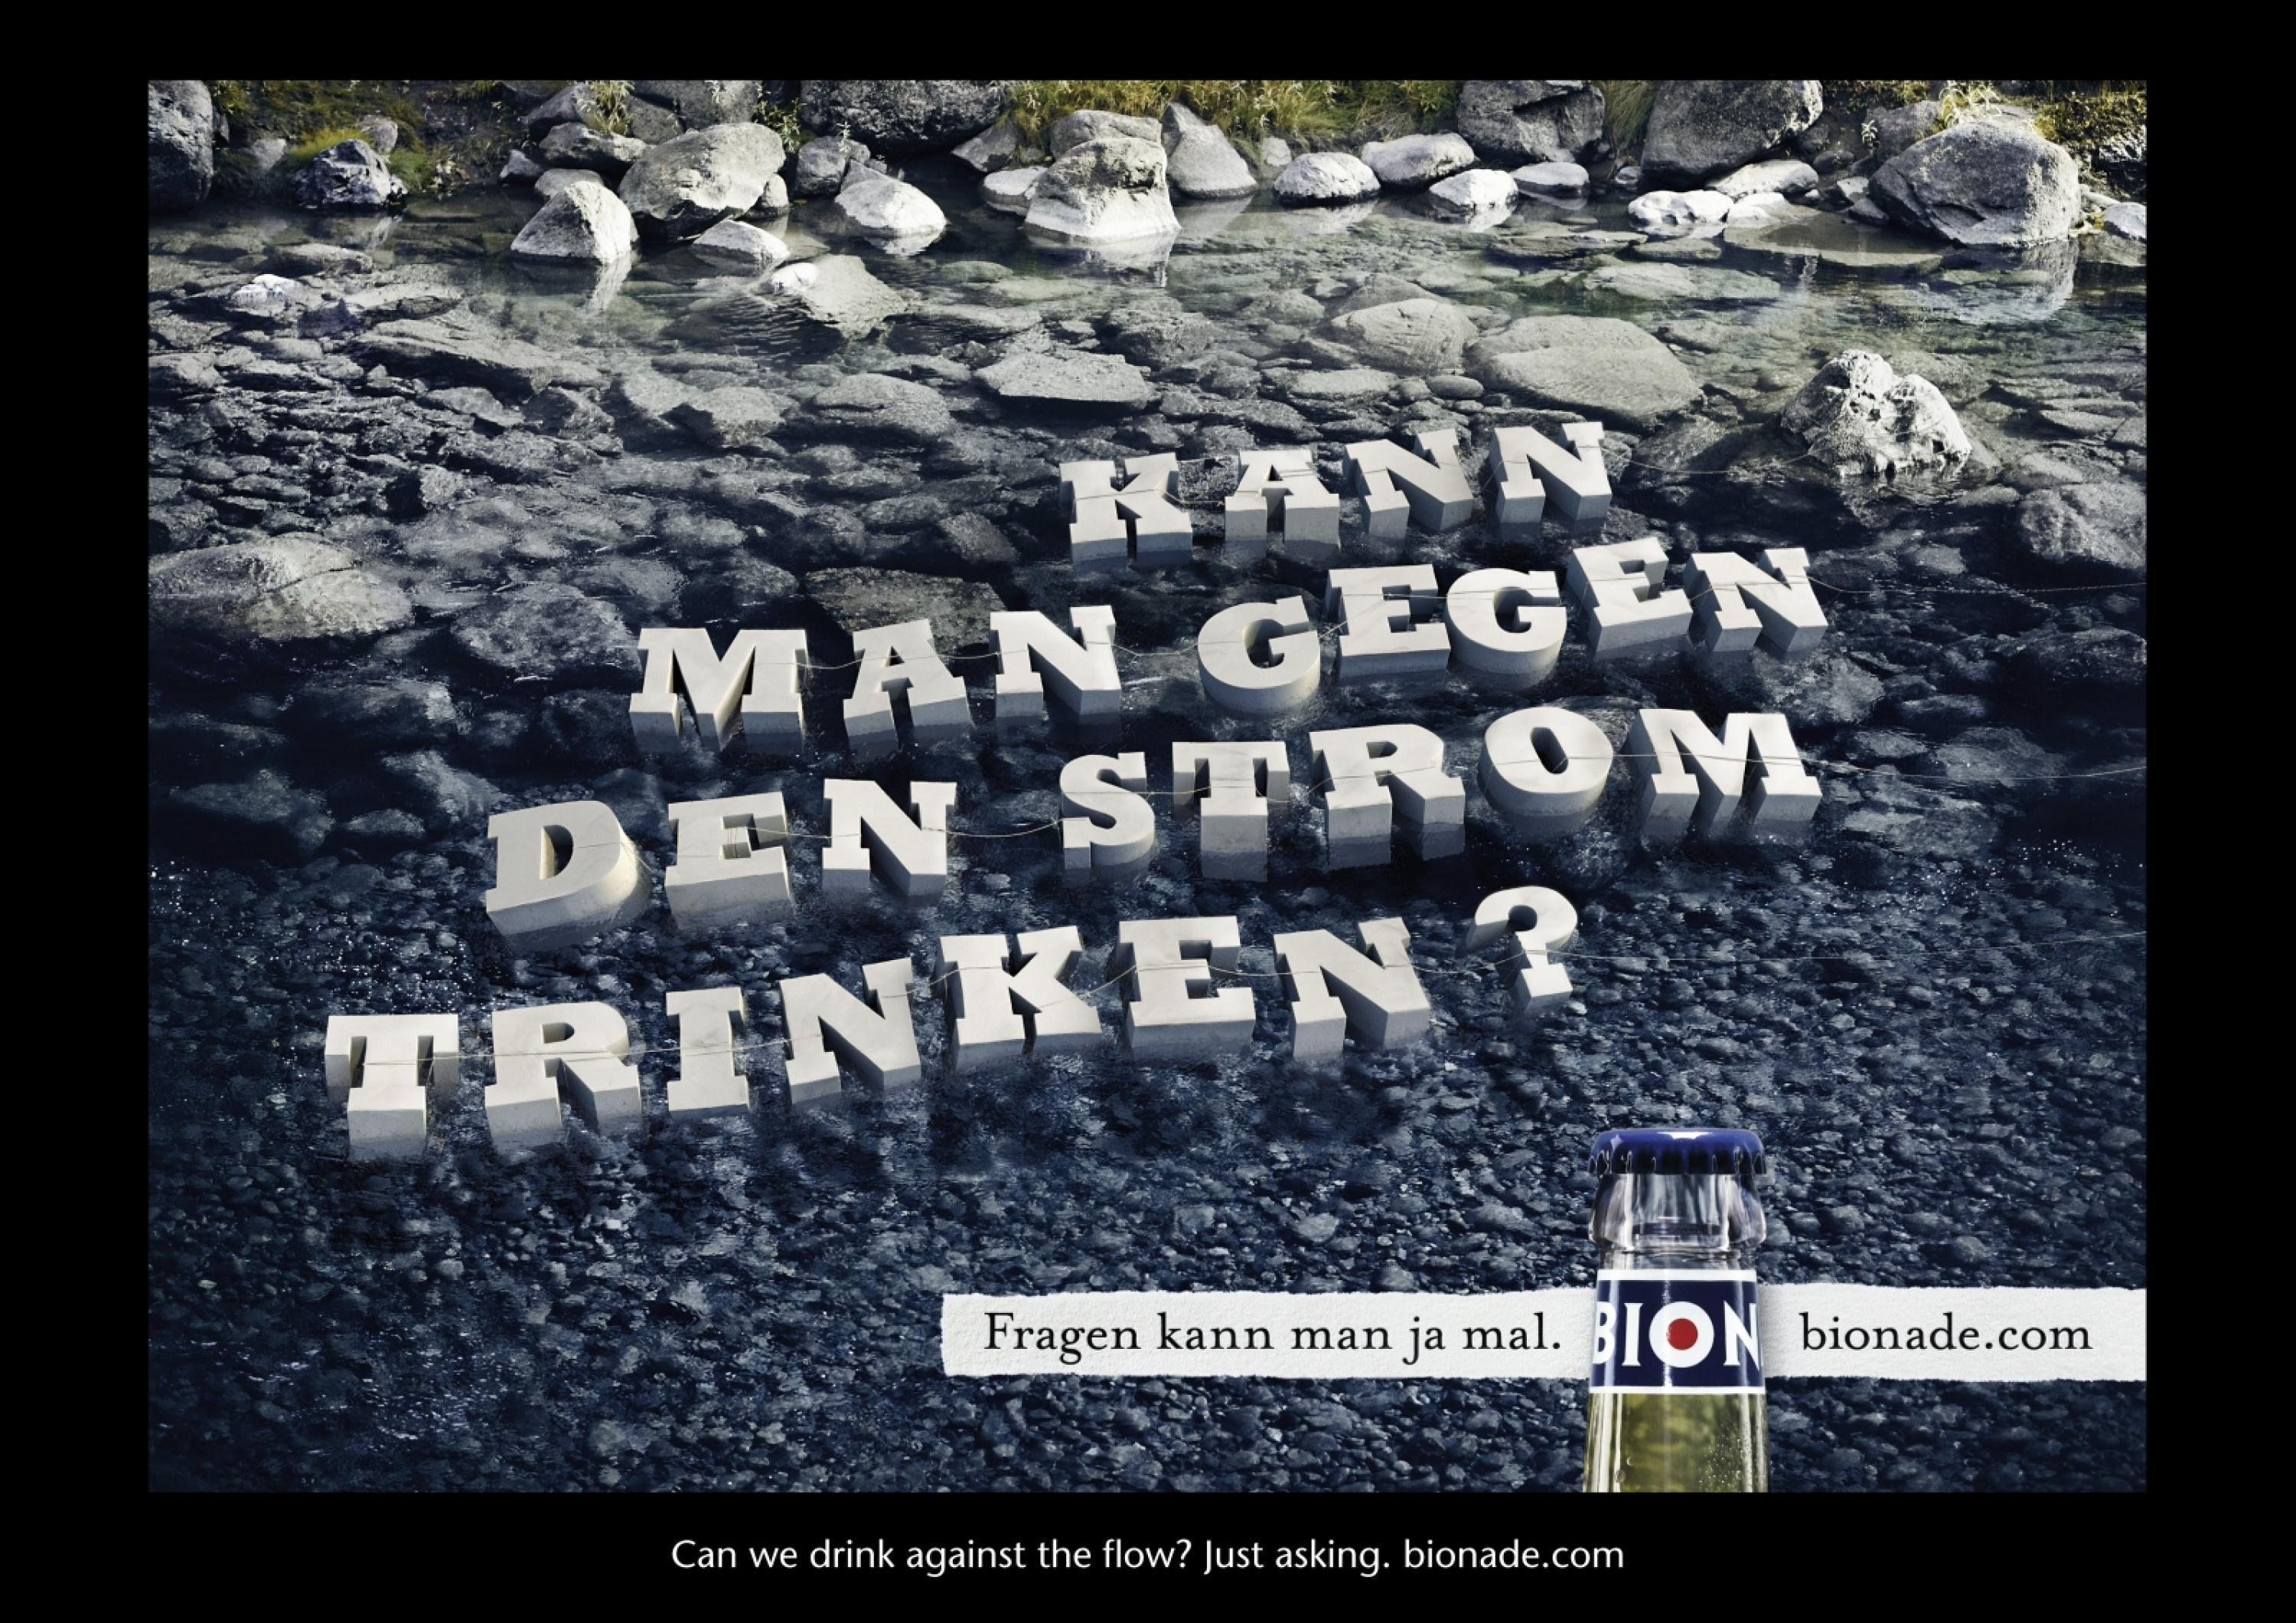 KANN
MAN GEGEN
DEN STROM
TRINKEN ?
Fragen kann man ja mal.
BION
bionade.com
Can we drink against the flow? Just asking. bionade.com